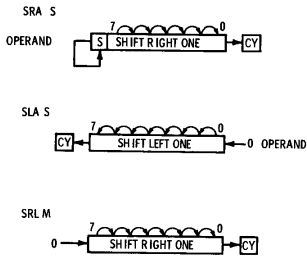 SRA S
7 0
OPERAND S SHIFT RIGHT ONE CY
SLA S
7 0
CY SHIFT LEFT ONE 0 OPERAND
SRL M
7 0
0 SHIFT RIGHT ONE CY